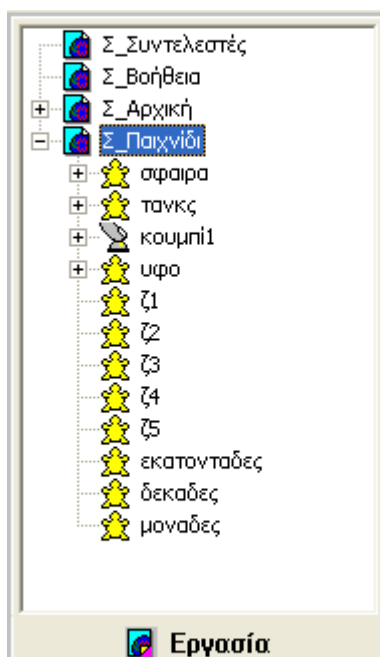 Σ_Συντελεστές
Σ_Βοήθεια
Σ_Αρχική
Σ_Παιχνίδι
σφαιρα
τανκς
κουμπί1
υφο
ζ1
ζ2
ζ3
ζ4
ζ5
εκατονταδες
δεκαδες
μοναδες
Εργασία